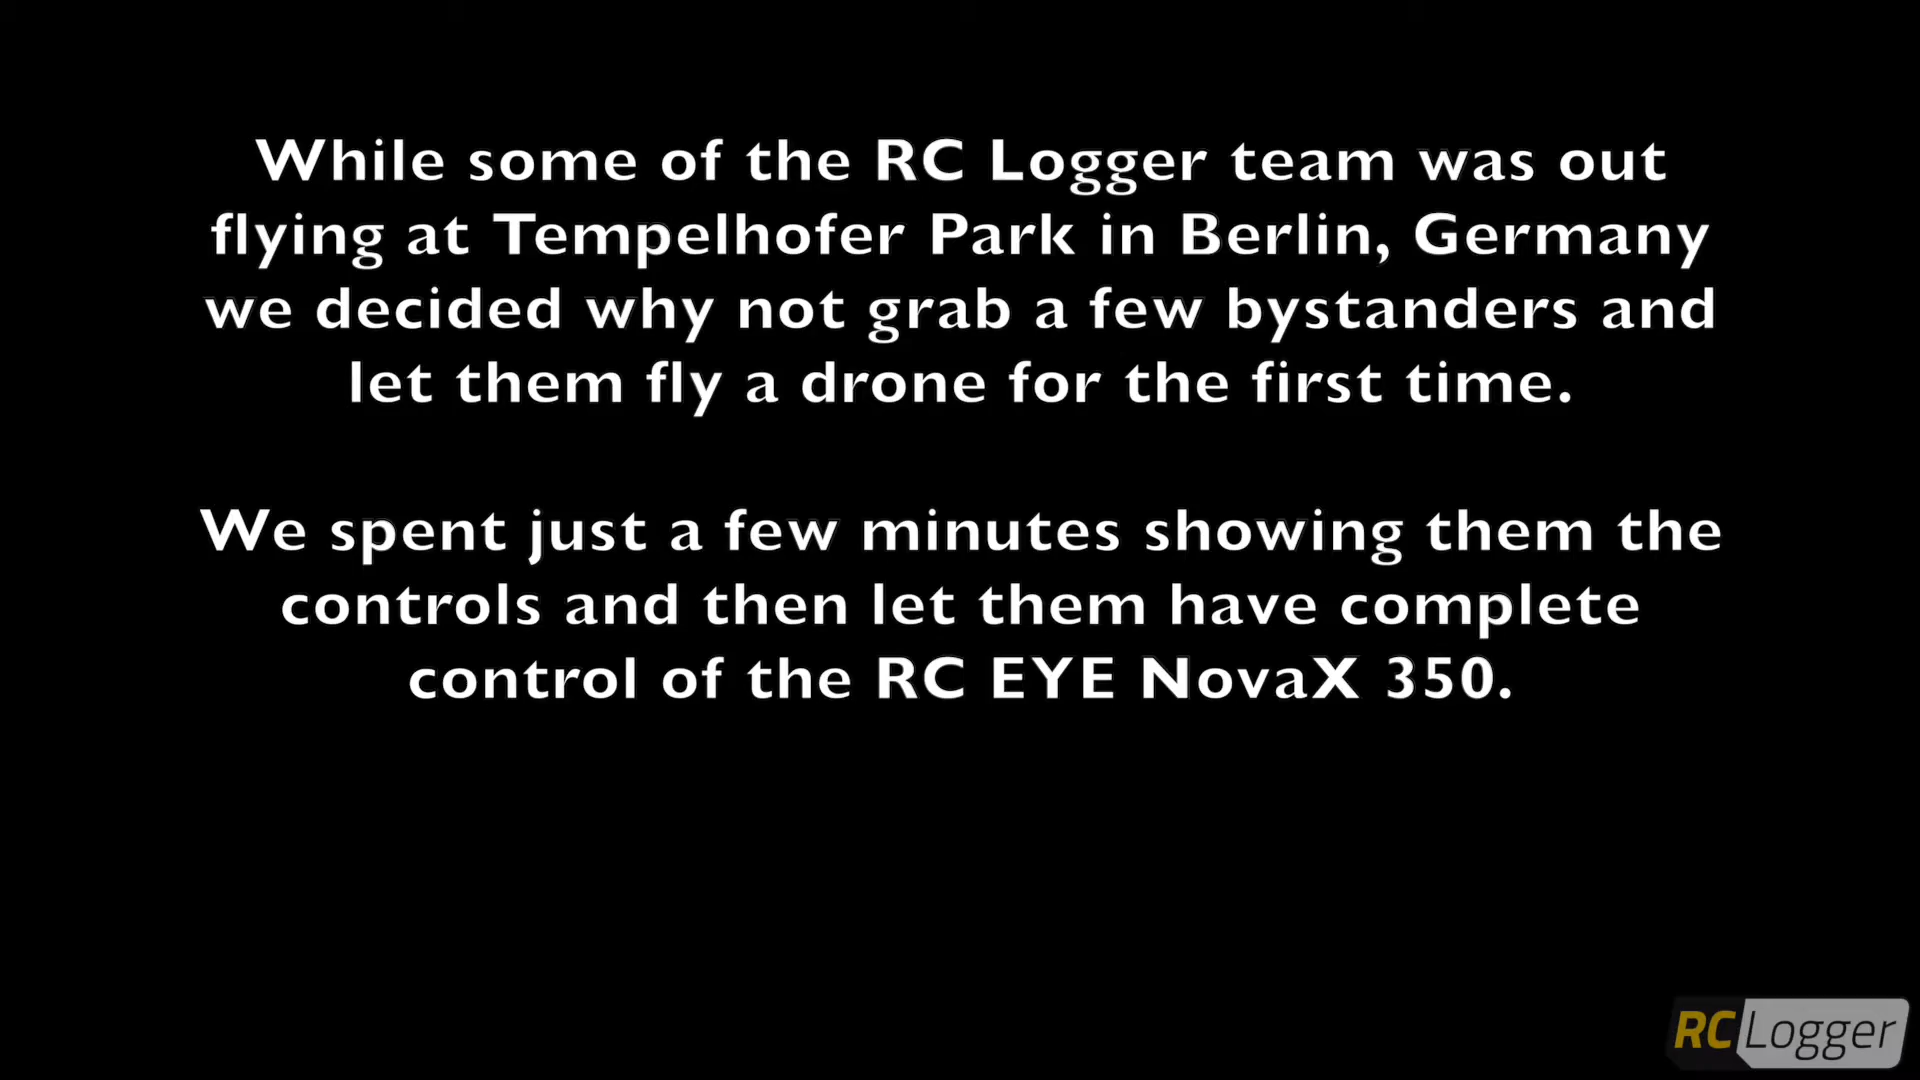 While some of the RC Logger team was out
flying at Tempelhofer Park in Berlin, Germany
we decided why not grab a few bystanders and
let them fly a drone for the first time.
We spent just a few minutes showing them the
controls and then let them have complete
control of the RC EYE NovaX 350.
RC Logger